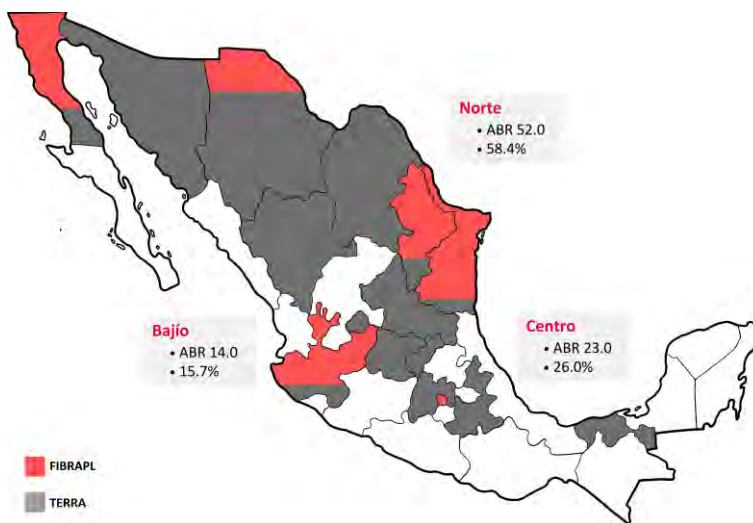 Norte
• ABR 52.0
• 58.4%
Bajío
• ABR 14.0
• 15.7%
Centro
• ABR 23.0
• 26.0%
FIBRAPL
TERRA